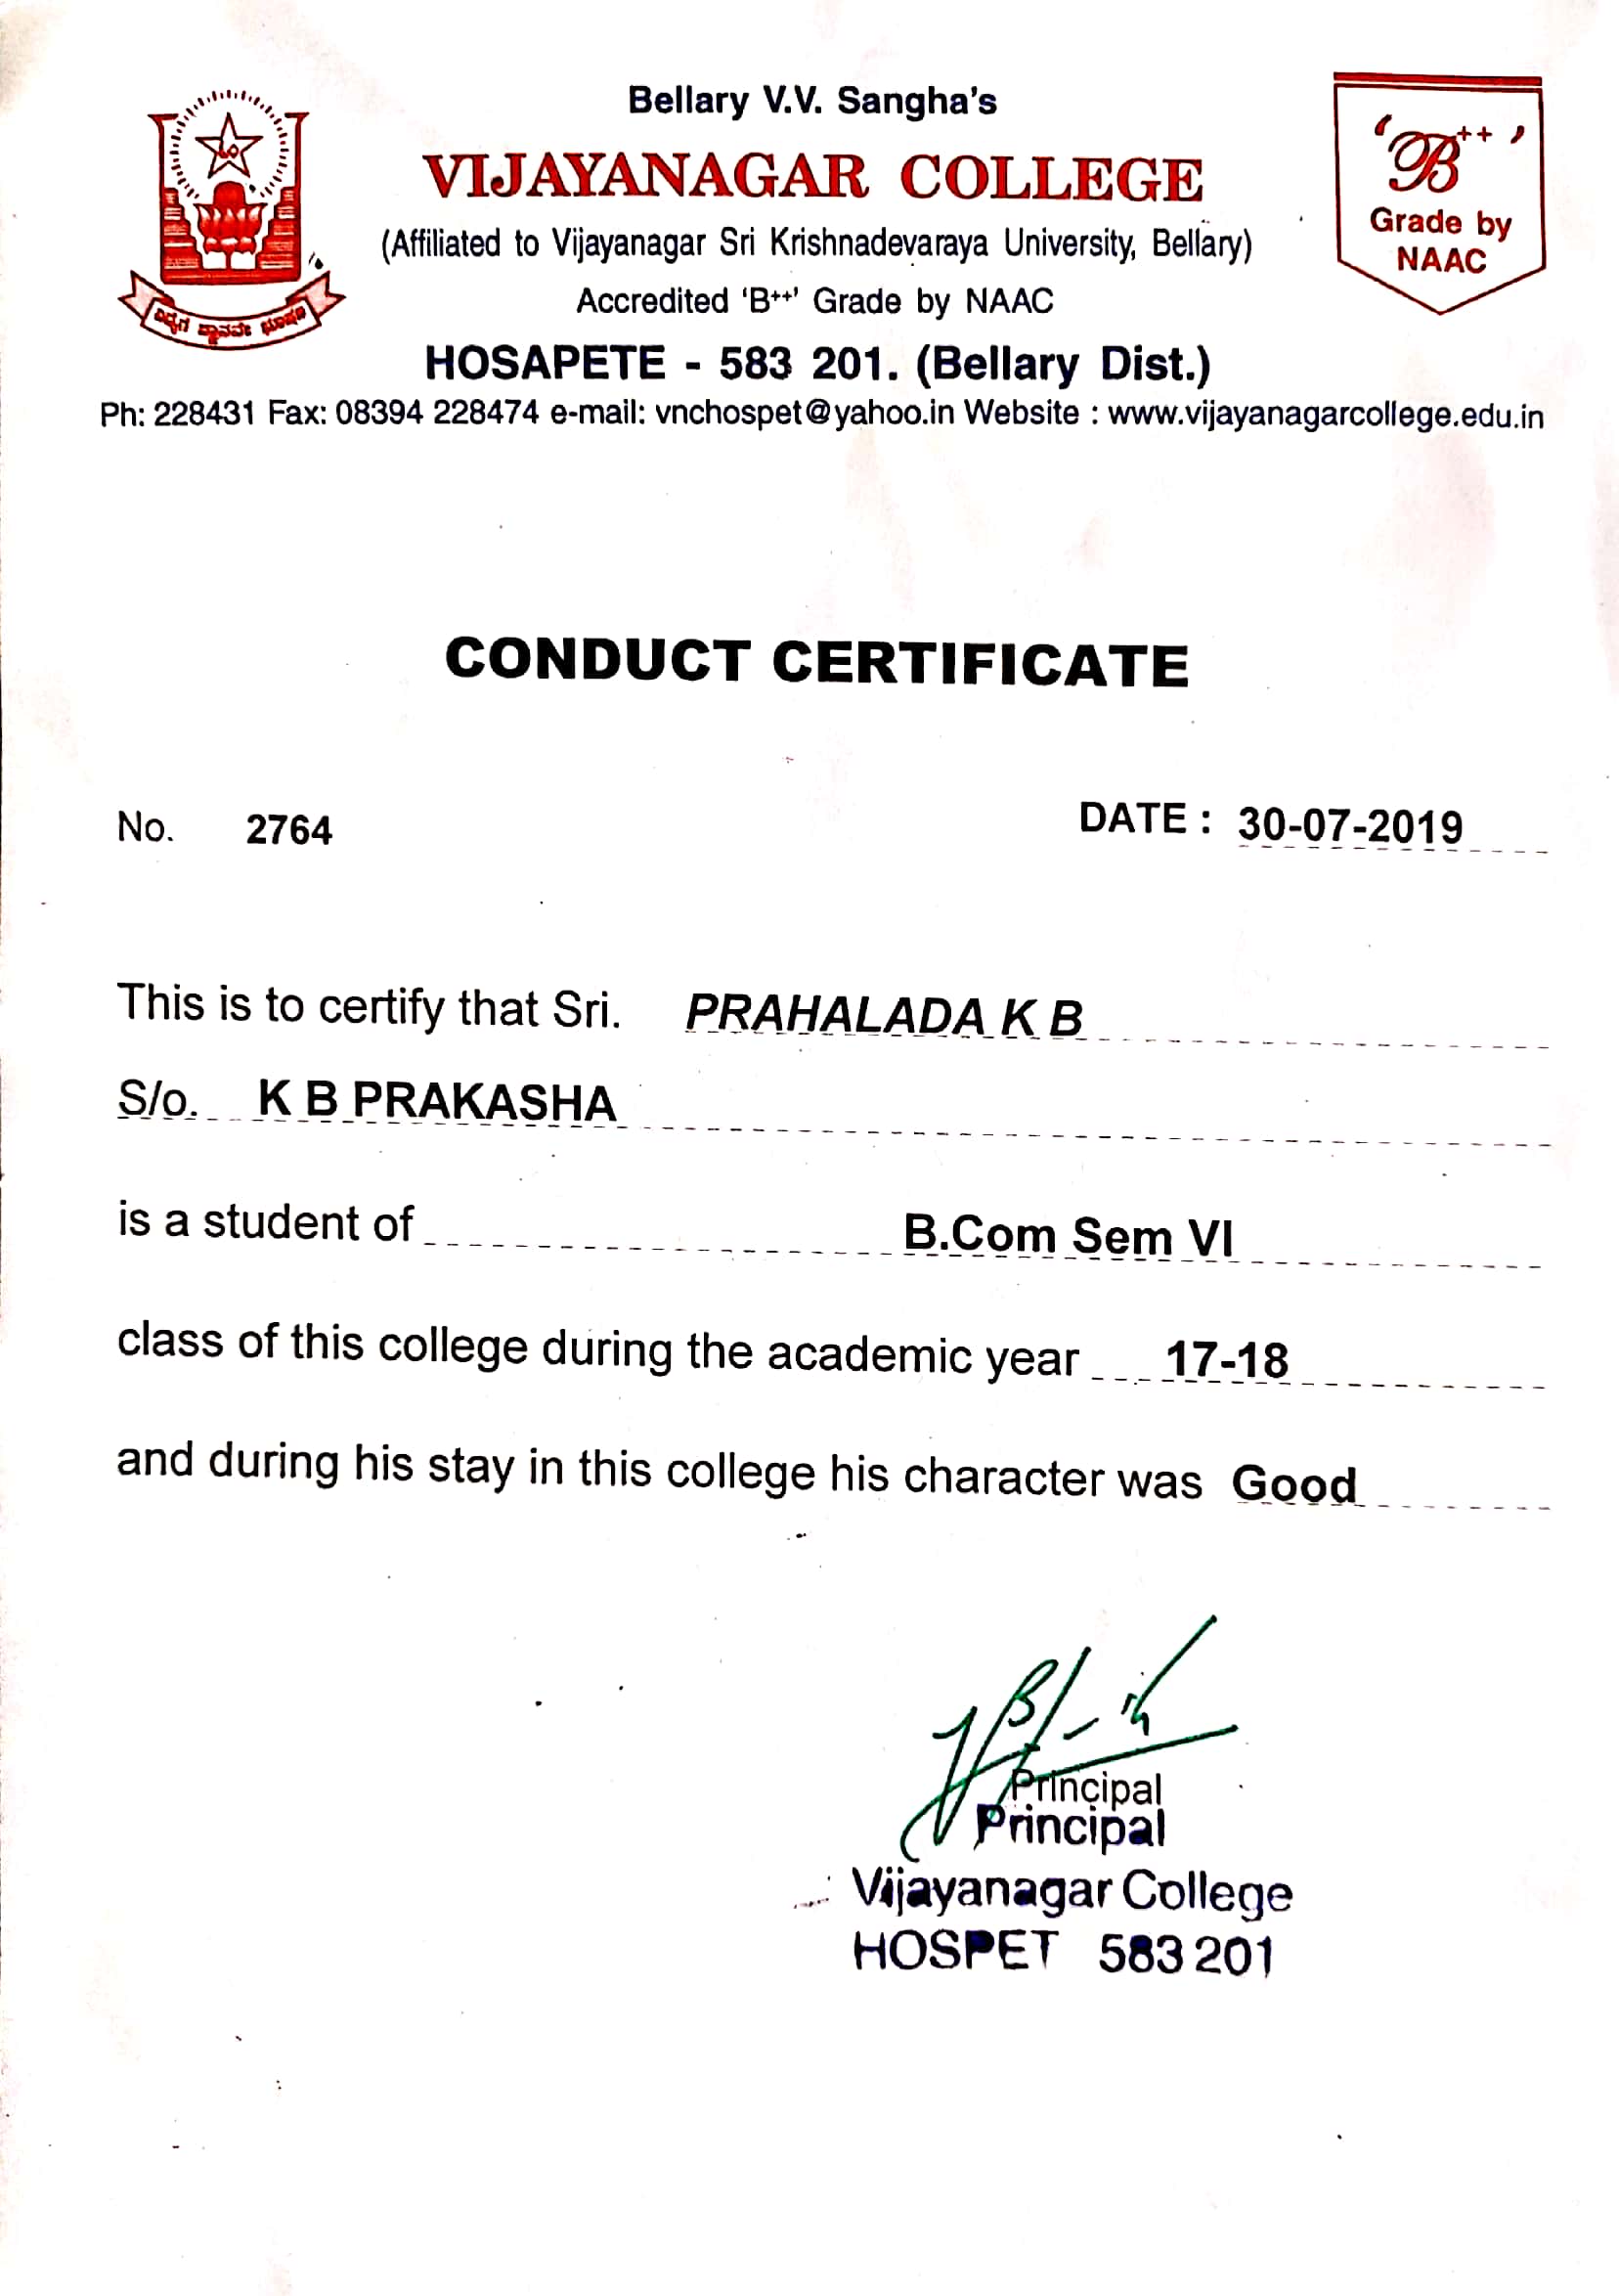 Bellary V.V. Sangha's
VIJAYANAGAR COLLEGE
(Affiliated to Vijayanagar Sri Krishnadevaraya University, Bellary)
Accredited 'B++' Grade by NAAC
HOSAPETE - 583 201. (Bellary Dist.)
Ph: 228431 Fax: 08394 228474 e-mail: vnchospet@yahoo.in Website : www.vijayanagarcollege.edu.in
'B++'
Grade by
NAAC
CONDUCT CERTIFICATE
No. 2764
DATE : 30-07-2019
This is to certify that Sri. PRAHALADA K B
S/o. K B PRAKASHA
is a student of B.Com Sem VI
class of this college during the academic year 17-18
and during his stay in this college his character was Good
Principal
Principal
Vijayanagar College
HOSPET 583 201